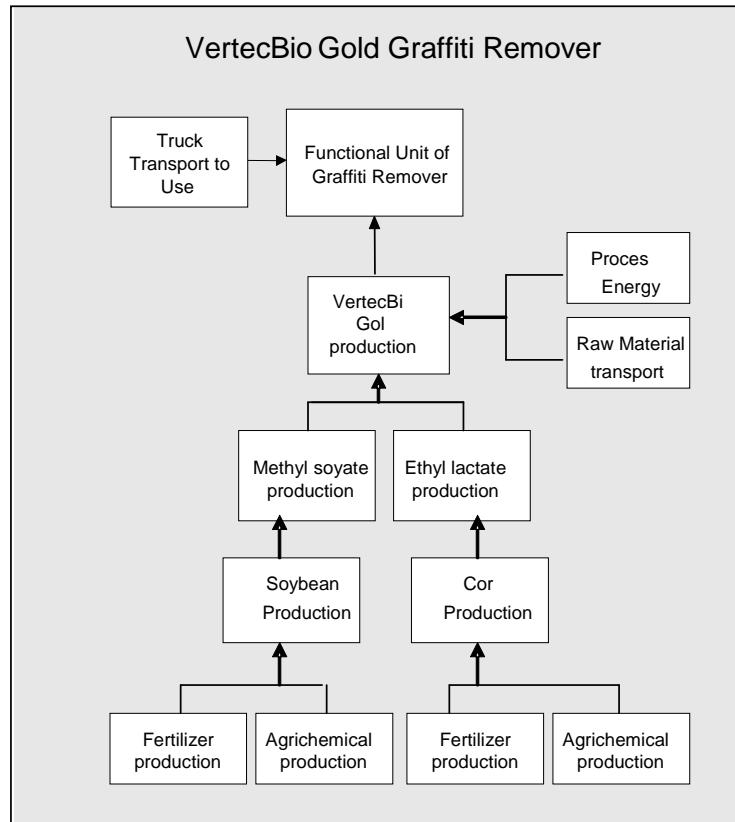 VertecBio Gold Graffiti Remover
Truck
Transport to
Use
Functional Unit of
Graffiti Remover
VertecBi
Gol
production
Proces
Energy
Raw Material
transport
Methyl soyate
production
Ethyl lactate
production
Soybean
Production
Cor
Production
Fertilizer
production
Agrichemical
production
Fertilizer
production
Agrichemical
production